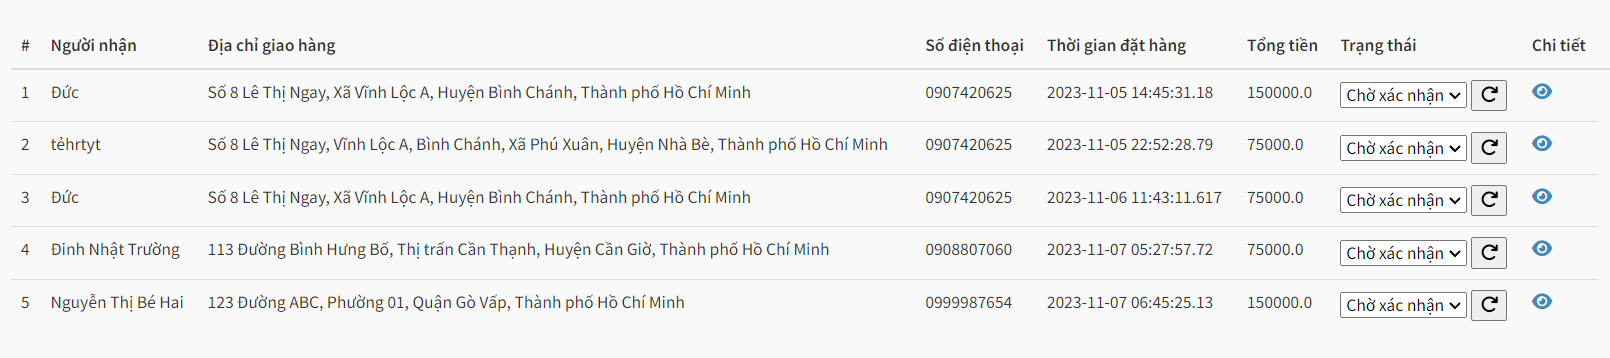 # Người nhận Địa chỉ giao hàng Số điện thoại Thời gian đặt hàng Tổng tiền Trạng thái Chi tiết
1 Đức Số 8 Lê Thị Ngay, Xã Vĩnh Lộc A, Huyện Bình Chánh, Thành phố Hồ Chí Minh 0907420625 2023-11-05 14:45:31.18 150000.0 Chờ xác nhận
2 tẻhrtyt Số 8 Lê Thị Ngay, Vĩnh Lộc A, Bình Chánh, Xã Phú Xuân, Huyện Nhà Bè, Thành phố Hồ Chí Minh 0907420625 2023-11-05 22:52:28.79 75000.0 Chờ xác nhận
3 Đức Số 8 Lê Thị Ngay, Xã Vĩnh Lộc A, Huyện Bình Chánh, Thành phố Hồ Chí Minh 0907420625 2023-11-06 11:43:11.617 75000.0 Chờ xác nhận
4 Đinh Nhật Trường 113 Đường Bình Hưng Bố, Thị trấn Cần Thạnh, Huyện Cần Giờ, Thành phố Hồ Chí Minh 0908807060 2023-11-07 05:27:57.72 75000.0 Chờ xác nhận
5 Nguyễn Thị Bé Hai 123 Đường ABC, Phường 01, Quận Gò Vấp, Thành phố Hồ Chí Minh 0999987654 2023-11-07 06:45:25.13 150000.0 Chờ xác nhận